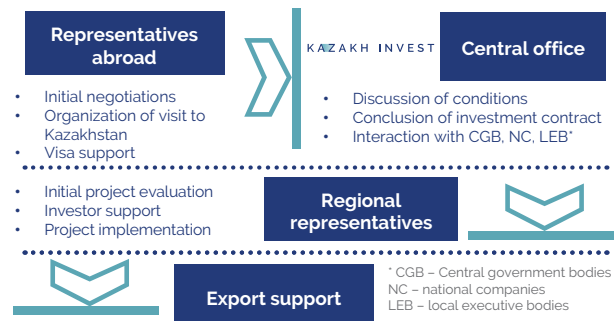 Representatives
abroad
KAZAKH INVEST
Central office
• Initial negotiations
• Organization of visit to
Kazakhstan
• Visa support
• Discussion of conditions
• Conclusion of investment contract
• Interaction with CGB, NC, LEB*
• Initial project evaluation
• Investor support
• Project implementation
Regional
representatives
Export support
* CGB – Central government bodies
NC – national companies
LEB – local executive bodies